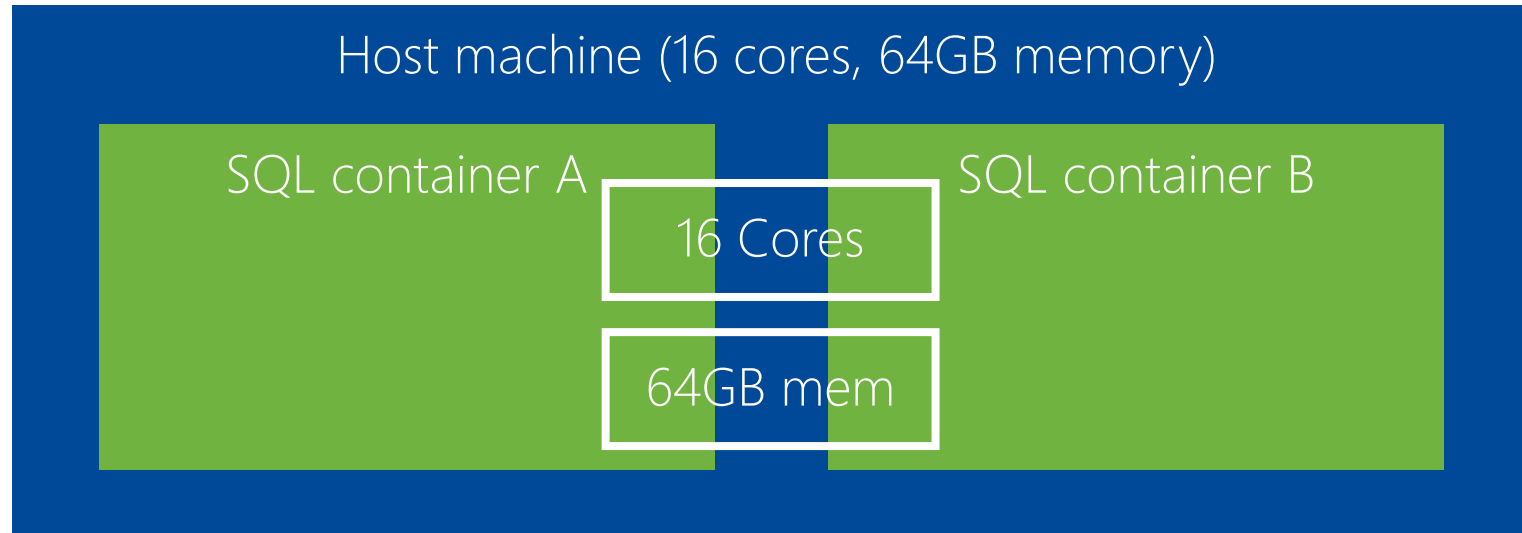 Host machine (16 cores, 64GB memory)
SQL container A
SQL container B
16 Cores
64GB mem